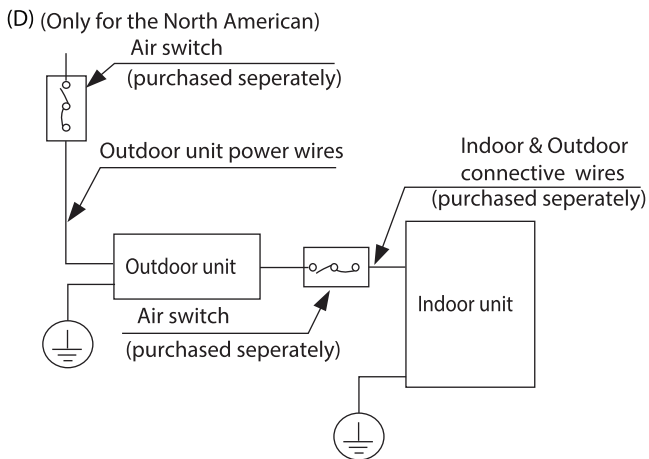 (D) (Only for the North American)
Air switch
(purchased seperately)
Outdoor unit power wires
Indoor & Outdoor
connective wires
(purchased seperately)
Outdoor unit
Indoor unit
Air switch
(purchased seperately)